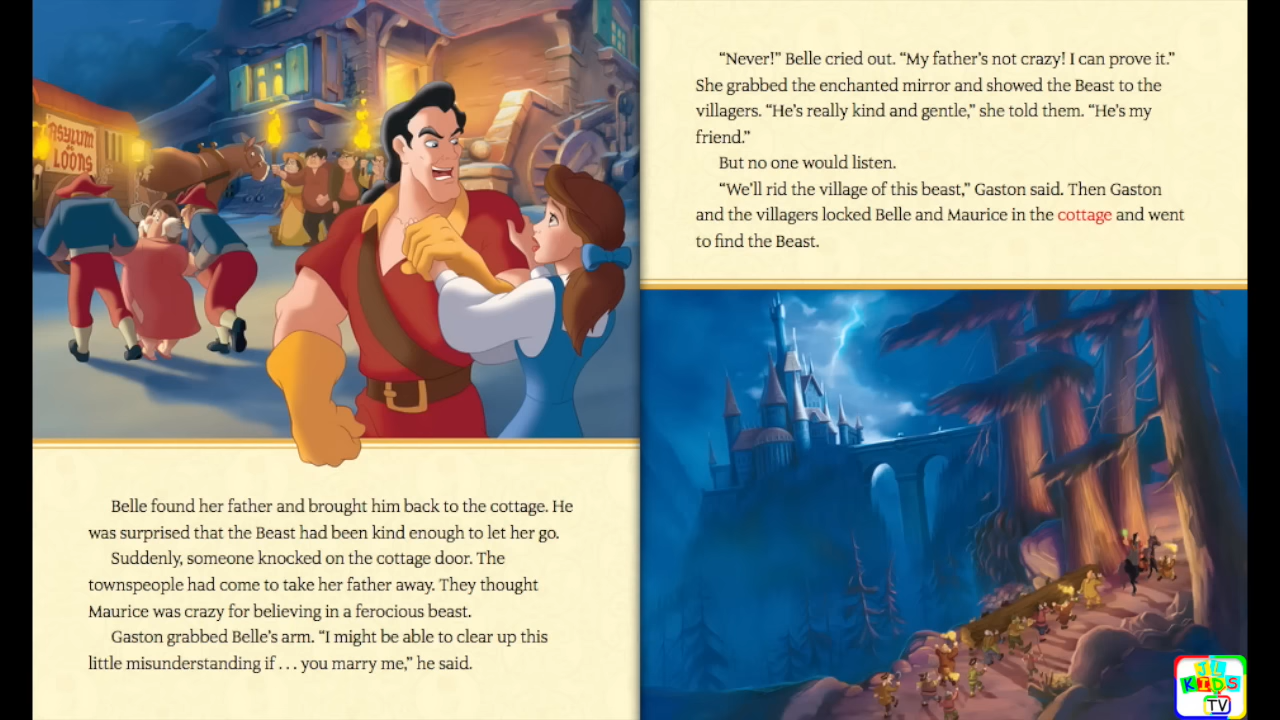 ASYLUM
DE
LOONS
Belle found her father and brought him back to the cottage. He
was surprised that the Beast had been kind enough to let her go.
Suddenly, someone knocked on the cottage door. The
townspeople had come to take her father away. They thought
Maurice was crazy for believing in a ferocious beast.
Gaston grabbed Belle’s arm. “I might be able to clear up this
little misunderstanding if . . . you marry me,” he said.
“Never!” Belle cried out. “My father’s not crazy! I can prove it.”
She grabbed the enchanted mirror and showed the Beast to the
villagers. “He’s really kind and gentle,” she told them. “He’s my
friend.”
But no one would listen.
“We’ll rid the village of this beast,” Gaston said. Then Gaston
and the villagers locked Belle and Maurice in the cottage and went
to find the Beast.
JL
KIDS
TV